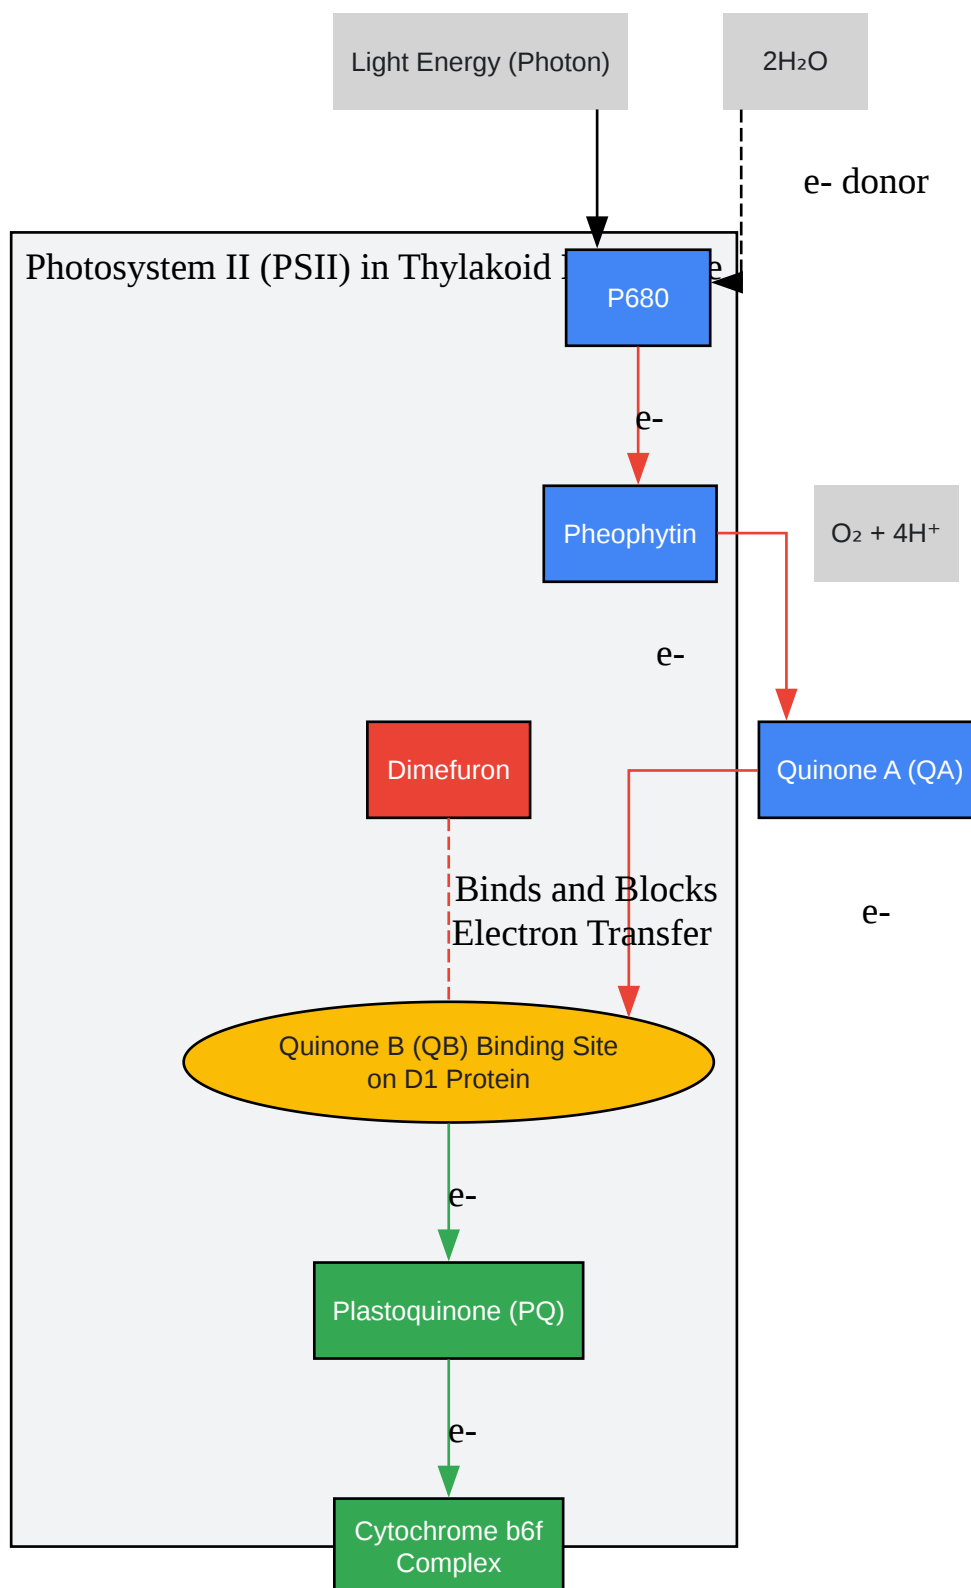 Light Energy (Photon)
2H₂O
e- donor
Photosystem II (PSII) in Thylakoid
P680
e-
Pheophytin
O₂ + 4H⁺
e-
Dimefuron
Quinone A (QA)
Binds and Blocks
Electron Transfer
e-
Quinone B (QB) Binding Site
on D1 Protein
e-
Plastoquinone (PQ)
e-
Cytochrome b6f
Complex